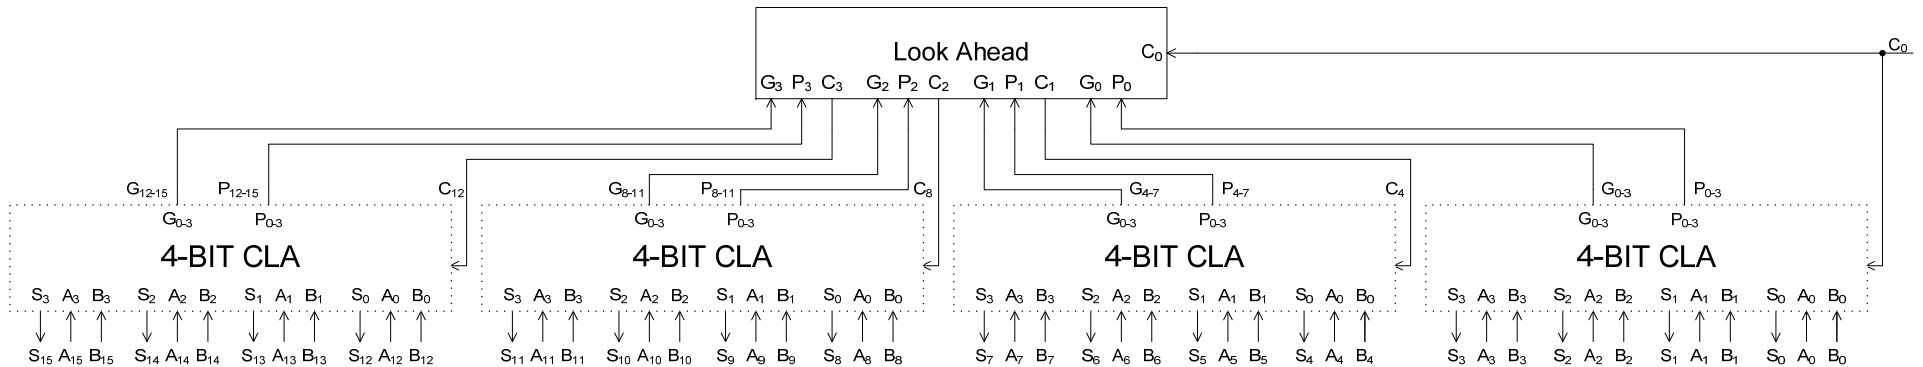 C₀
Look Ahead C₀
G₃ P₃ C₃ G₂ P₂ C₂ G₁ P₁ C₁ G₀ P₀
G₁₂₋₁₅ P₁₂₋₁₅ C₁₂ G₈₋₁₁ P₈₋₁₁ C₈ G₄₋₇ P₄₋₇ C₄ G₀₋₃ P₀₋₃
G₀₋₃ P₀₋₃ G₀₋₃ P₀₋₃ G₀₋₃ P₀₋₃ G₀₋₃ P₀₋₃
4-BIT CLA 4-BIT CLA 4-BIT CLA 4-BIT CLA
S₃ A₃ B₃ S₂ A₂ B₂ S₁ A₁ B₁ S₀ A₀ B₀ S₃ A₃ B₃ S₂ A₂ B₂ S₁ A₁ B₁ S₀ A₀ B₀ S₃ A₃ B₃ S₂ A₂ B₂ S₁ A₁ B₁ S₀ A₀ B₀ S₃ A₃ B₃ S₂ A₂ B₂ S₁ A₁ B₁ S₀ A₀ B₀
S₁₅ A₁₅ B₁₅ S₁₄ A₁₄ B₁₄ S₁₃ A₁₃ B₁₃ S₁₂ A₁₂ B₁₂ S₁₁ A₁₁ B₁₁ S₁₀ A₁₀ B₁₀ S₉ A₉ B₉ S₈ A₈ B₈ S₇ A₇ B₇ S₆ A₆ B₆ S₅ A₅ B₅ S₄ A₄ B₄ S₃ A₃ B₃ S₂ A₂ B₂ S₁ A₁ B₁ S₀ A₀ B₀